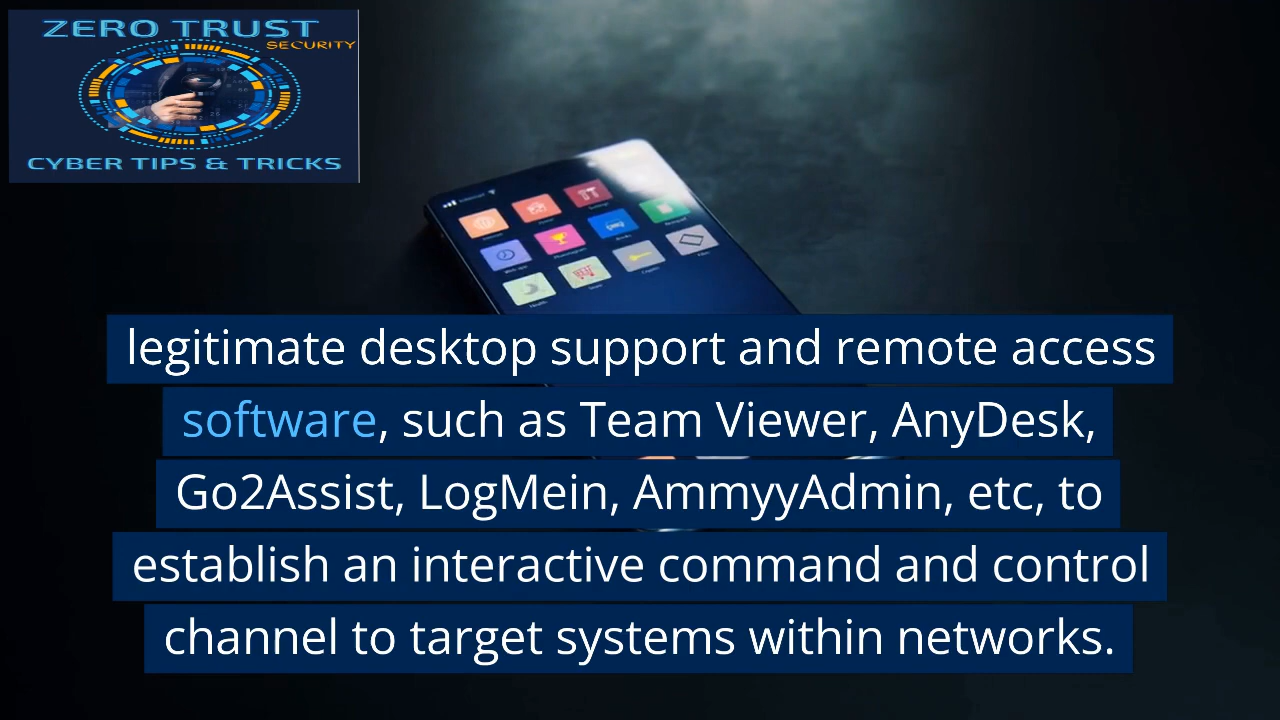 ZERO TRUST
SECURITY
CYBER TIPS & TRICKS
legitimate desktop support and remote access
software, such as Team Viewer, AnyDesk,
Go2Assist, LogMein, AmmyyAdmin, etc, to
establish an interactive command and control
channel to target systems within networks.